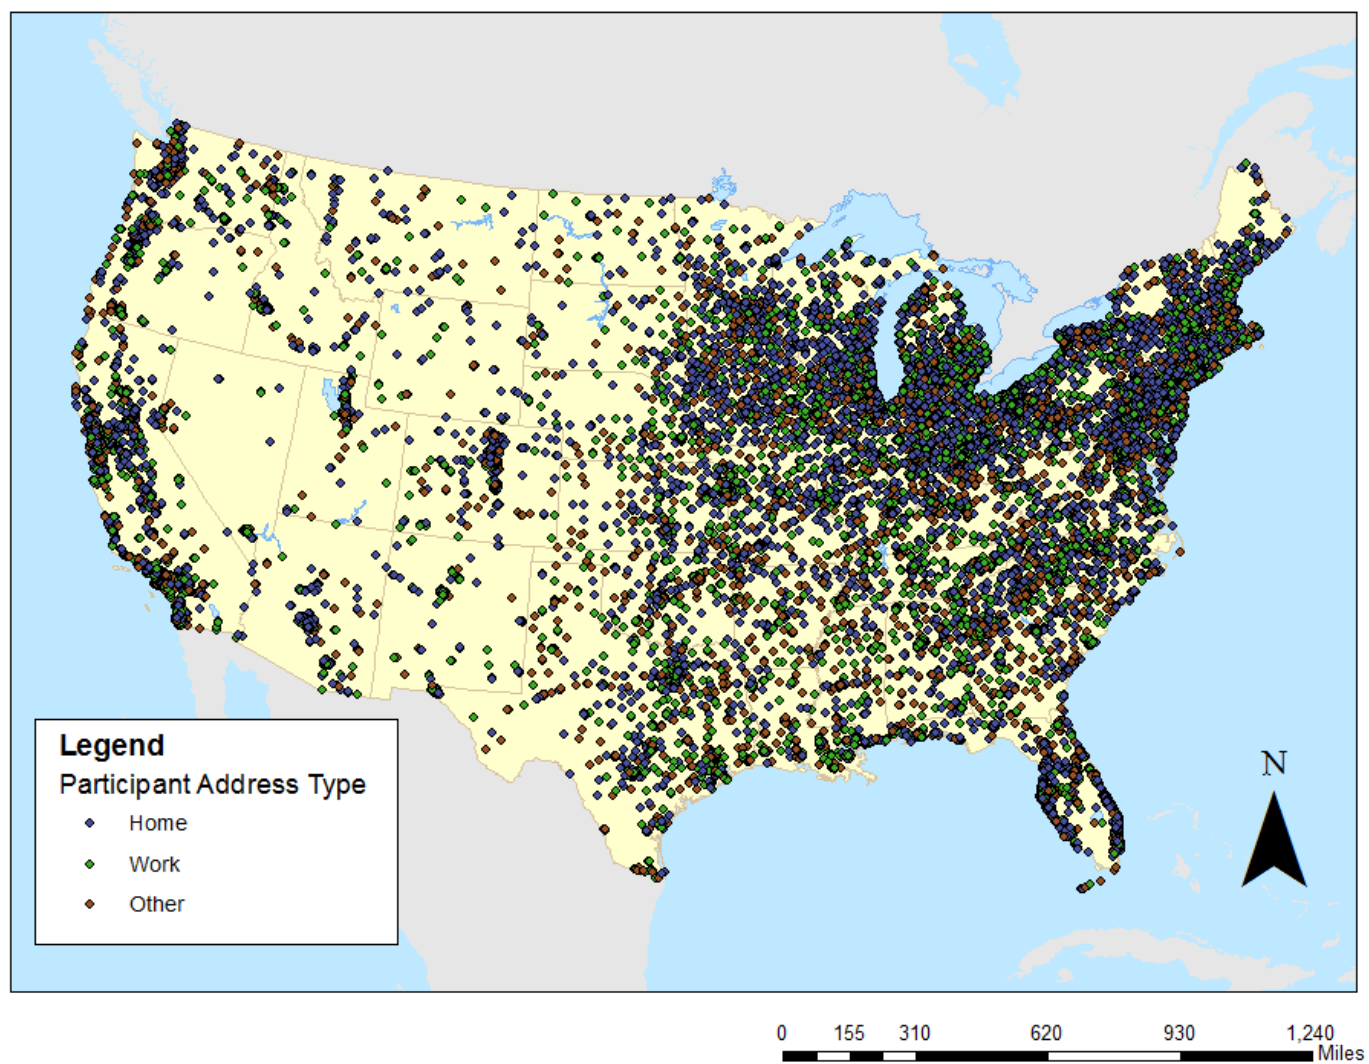 Legend
Participant Address Type
Home
Work
Other
N
0 155 310 620 930 1,240
Miles